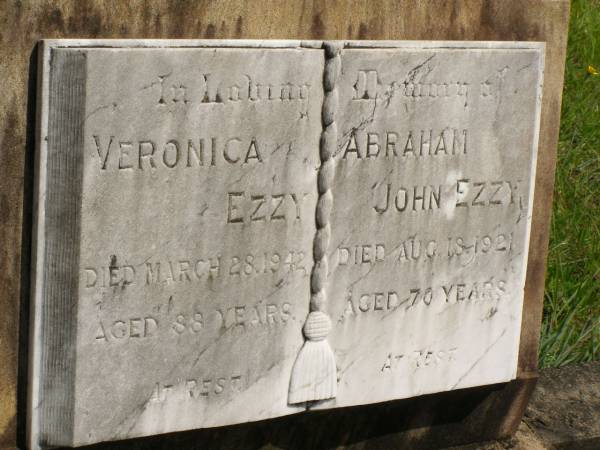 In Loving Memory of
VERONICA
EZZY
DIED MARCH 28.1942
AGED 88 YEARS.
AT REST.
ABRAHAM
JOHN EZZY,
DIED AUG. 18.1921.
AGED 70 YEARS.
AT REST.